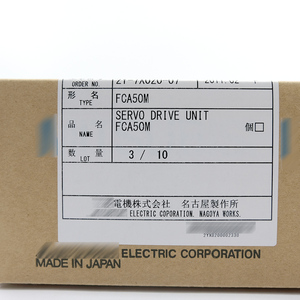 ORDER NO
形 名
TYPE
FCA50M
品 名
NAME
SERVO DRIVE UNIT
FCA50M
個□
数 量
LOT
3 / 10
電機株式会社 名古屋製作所
ELECTRIC COPORATION. NAGOYA WORKS.
ELECTRIC CORPORATION
MADE IN JAPAN